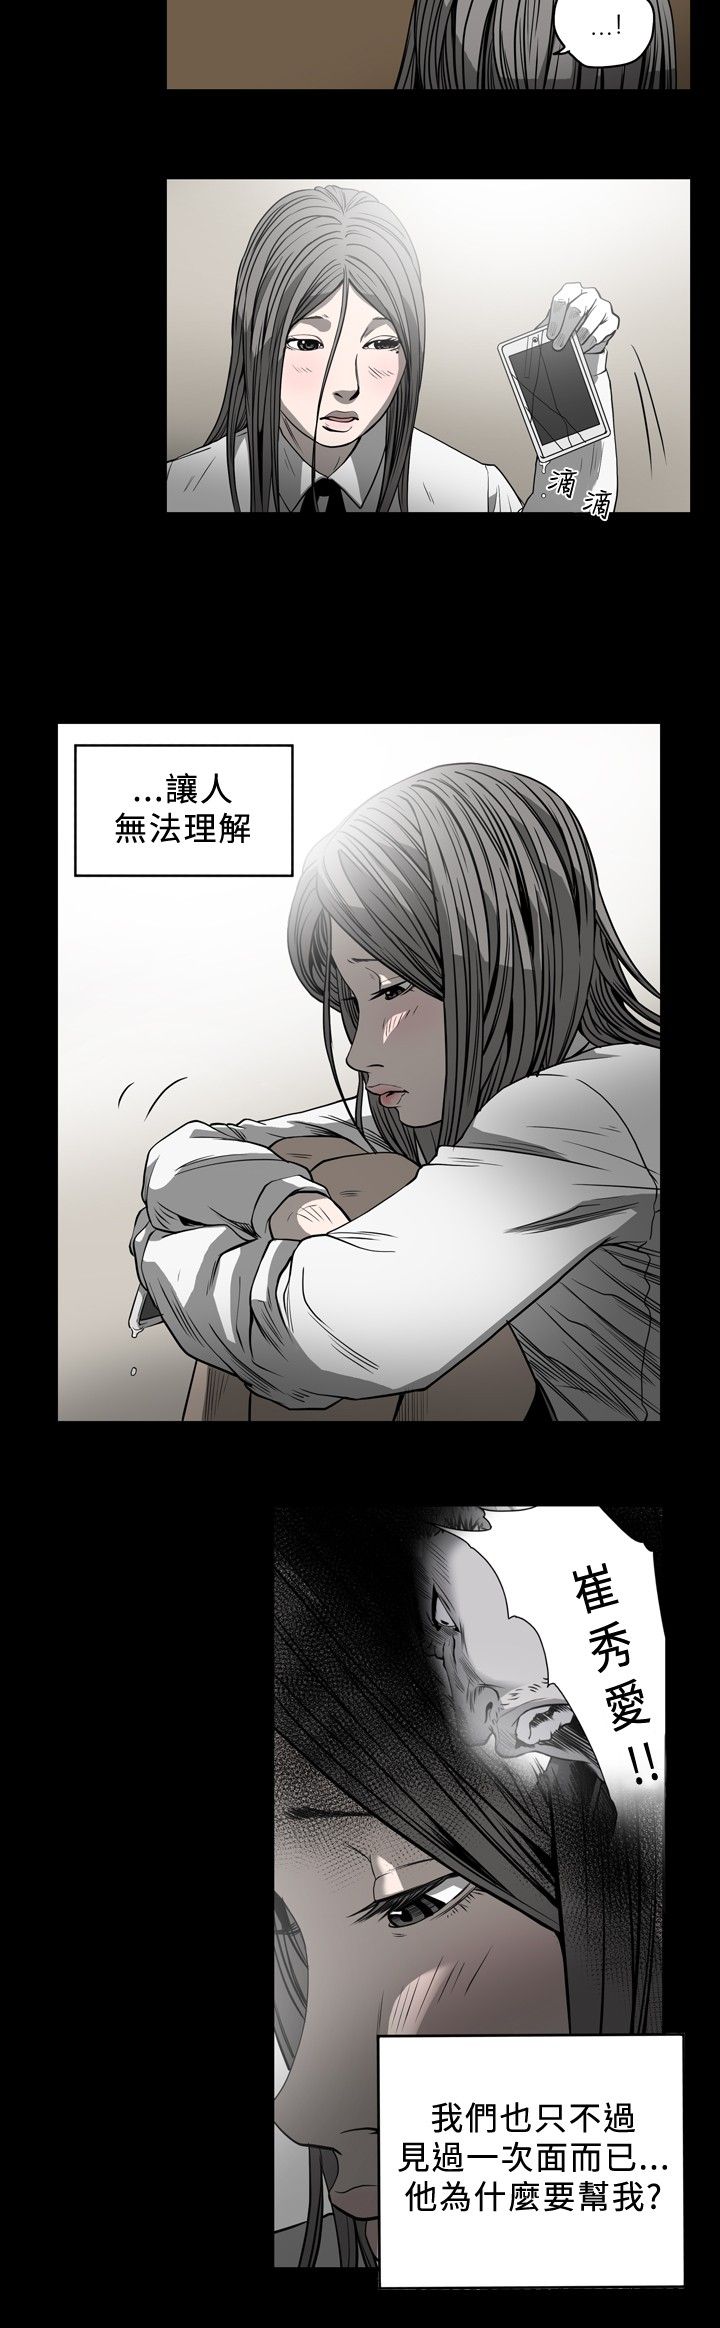 ...!
滴
滴
...讓人
無法理解
崔秀愛!!
我們也只不過
見過一次面而已...
他為什麼要幫我?